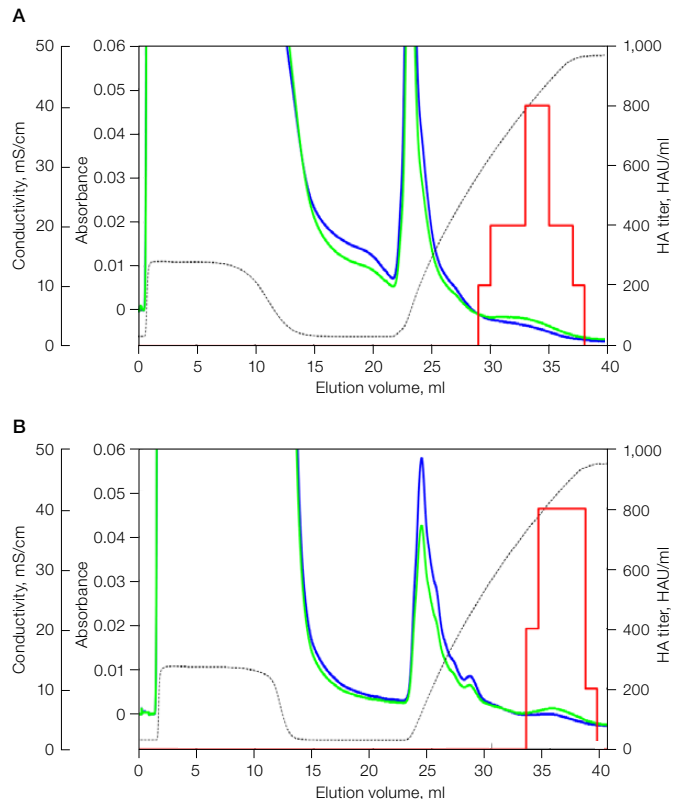 A
50 0.06 1,000
0.05
40 800
0.04
30 600
0.03
0.02
20 400
0.01
10 200
0
0 0
0 5 10 15 20 25 30 35 40
Conductivity, mS/cm
Absorbance
HA titer, HAU/ml
Elution volume, ml
B
50 0.06 1,000
0.05
40 800
0.04
30 600
0.03
0.02
20 400
0.01
10 200
0
0 0
0 5 10 15 20 25 30 35 40
Conductivity, mS/cm
Absorbance
HA titer, HAU/ml
Elution volume, ml